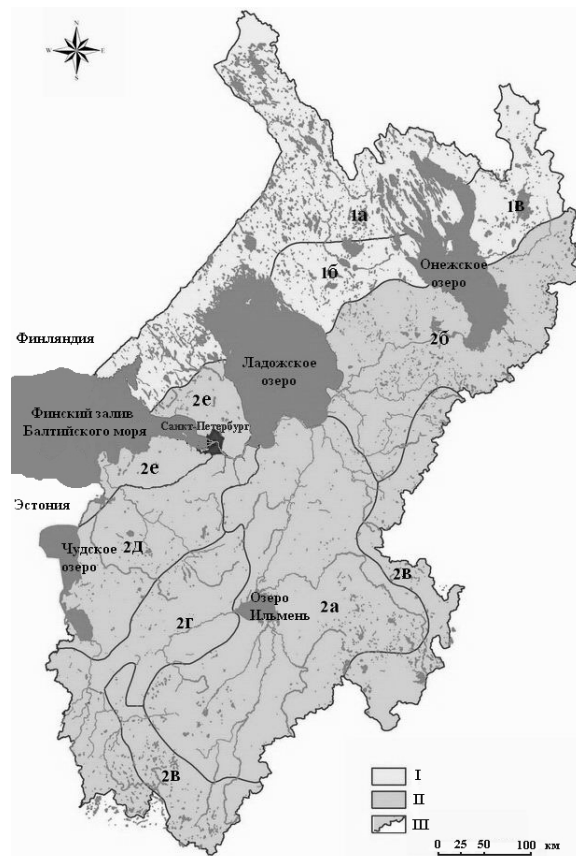 N
W E
S
1а
1в
1б
Онежское
озеро
2б
Финляндия
Ладожское
озеро
2е
Финский залив
Балтийского моря
Санкт-Петербург
2е
Эстония
Чудское
озеро
2д
2в
Озеро
Ильмень
2а
2г
2в
I
II
III
0 25 50 100 км